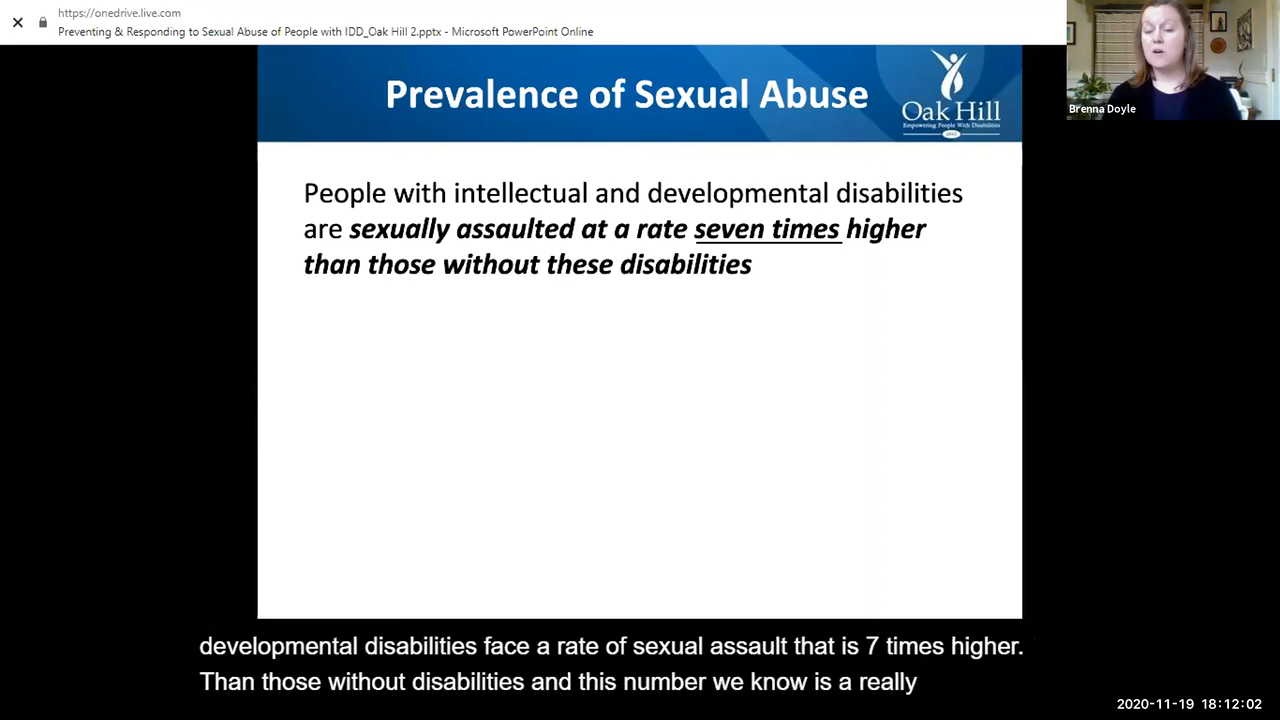 https://onedrive.live.com
Preventing & Responding to Sexual Abuse of People with IDD_Oak Hill 2.pptx - Microsoft PowerPoint Online
Brenna Doyle
Prevalence of Sexual Abuse
Oak Hill
Empowering People With Disabilities
People with intellectual and developmental disabilities
are sexually assaulted at a rate seven times higher
than those without these disabilities
developmental disabilities face a rate of sexual assault that is 7 times higher.
Than those without disabilities and this number we know is a really
2020-11-19 18:12:02